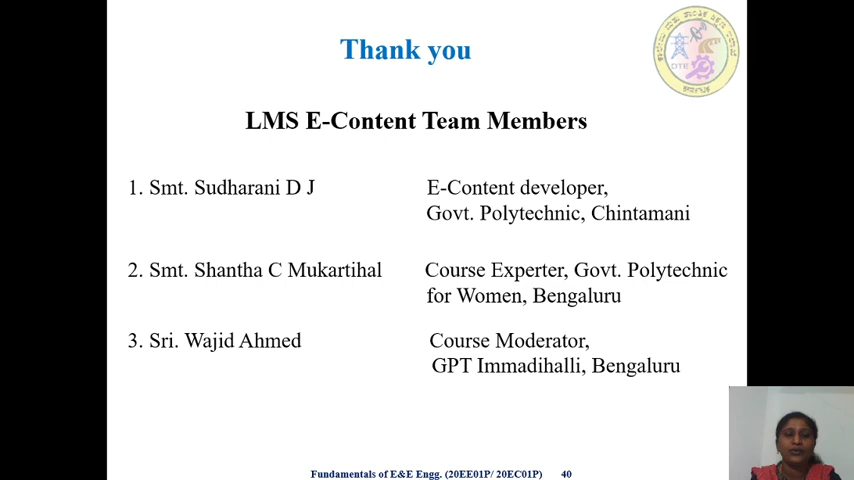 Thank you
DTE
LMS E-Content Team Members
1. Smt. Sudharani D J
E-Content developer,
Govt. Polytechnic, Chintamani
2. Smt. Shantha C Mukartihal
Course Experter, Govt. Polytechnic
for Women, Bengaluru
3. Sri. Wajid Ahmed
Course Moderator,
GPT Immadihalli, Bengaluru
Fundamentals of E&E Engg. (20EE01P/ 20EC01P) 40